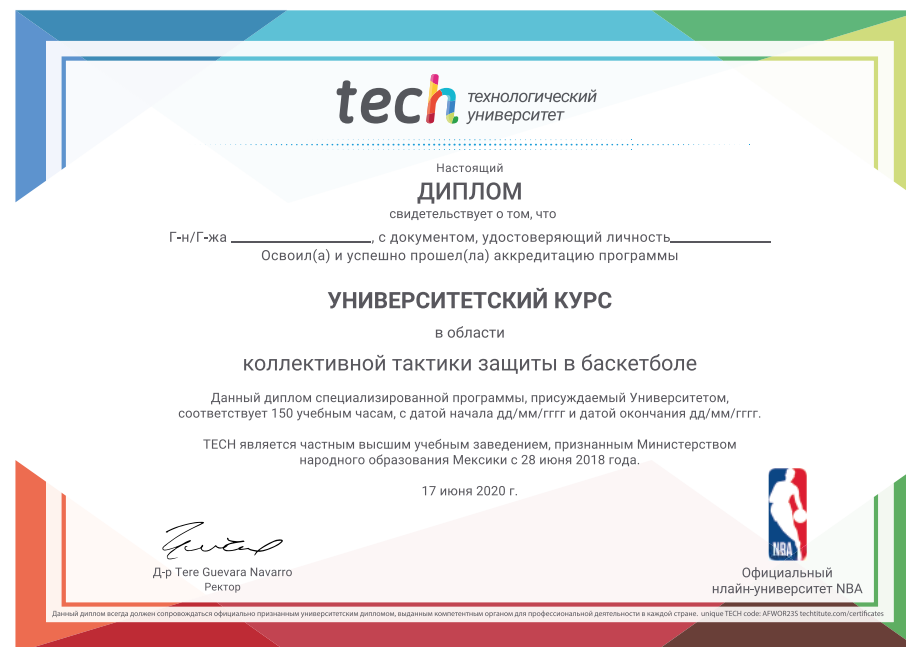 tech технологический
университет
Настоящий
ДИПЛОМ
свидетельствует о том, что
Г-н/Г-жа ____________, с документом, удостоверяющий личность____________
Освоил(а) и успешно прошел(ла) аккредитацию программы
УНИВЕРСИТЕТСКИЙ КУРС
в области
коллективной тактики защиты в баскетболе
Данный диплом специализированной программы, присуждаемый Университетом,
соответствует 150 учебным часам, с датой начала дд/мм/гггг и датой окончания дд/мм/гггг.
TECH является частным высшим учебным заведением, признанным Министерством
народного образования Мексики с 28 июня 2018 года.
17 июня 2020 г.
Д-р Tere Guevara Navarro
Ректор
NBA
Официальный
нлайн-университет NBA
Данный диплом всегда должен сопровождаться официально признанным университетским дипломом, выданным компетентным органом для профессиональной деятельности в каждой стране. unique TECH code: AFWOR23S techtitute.com/certificates